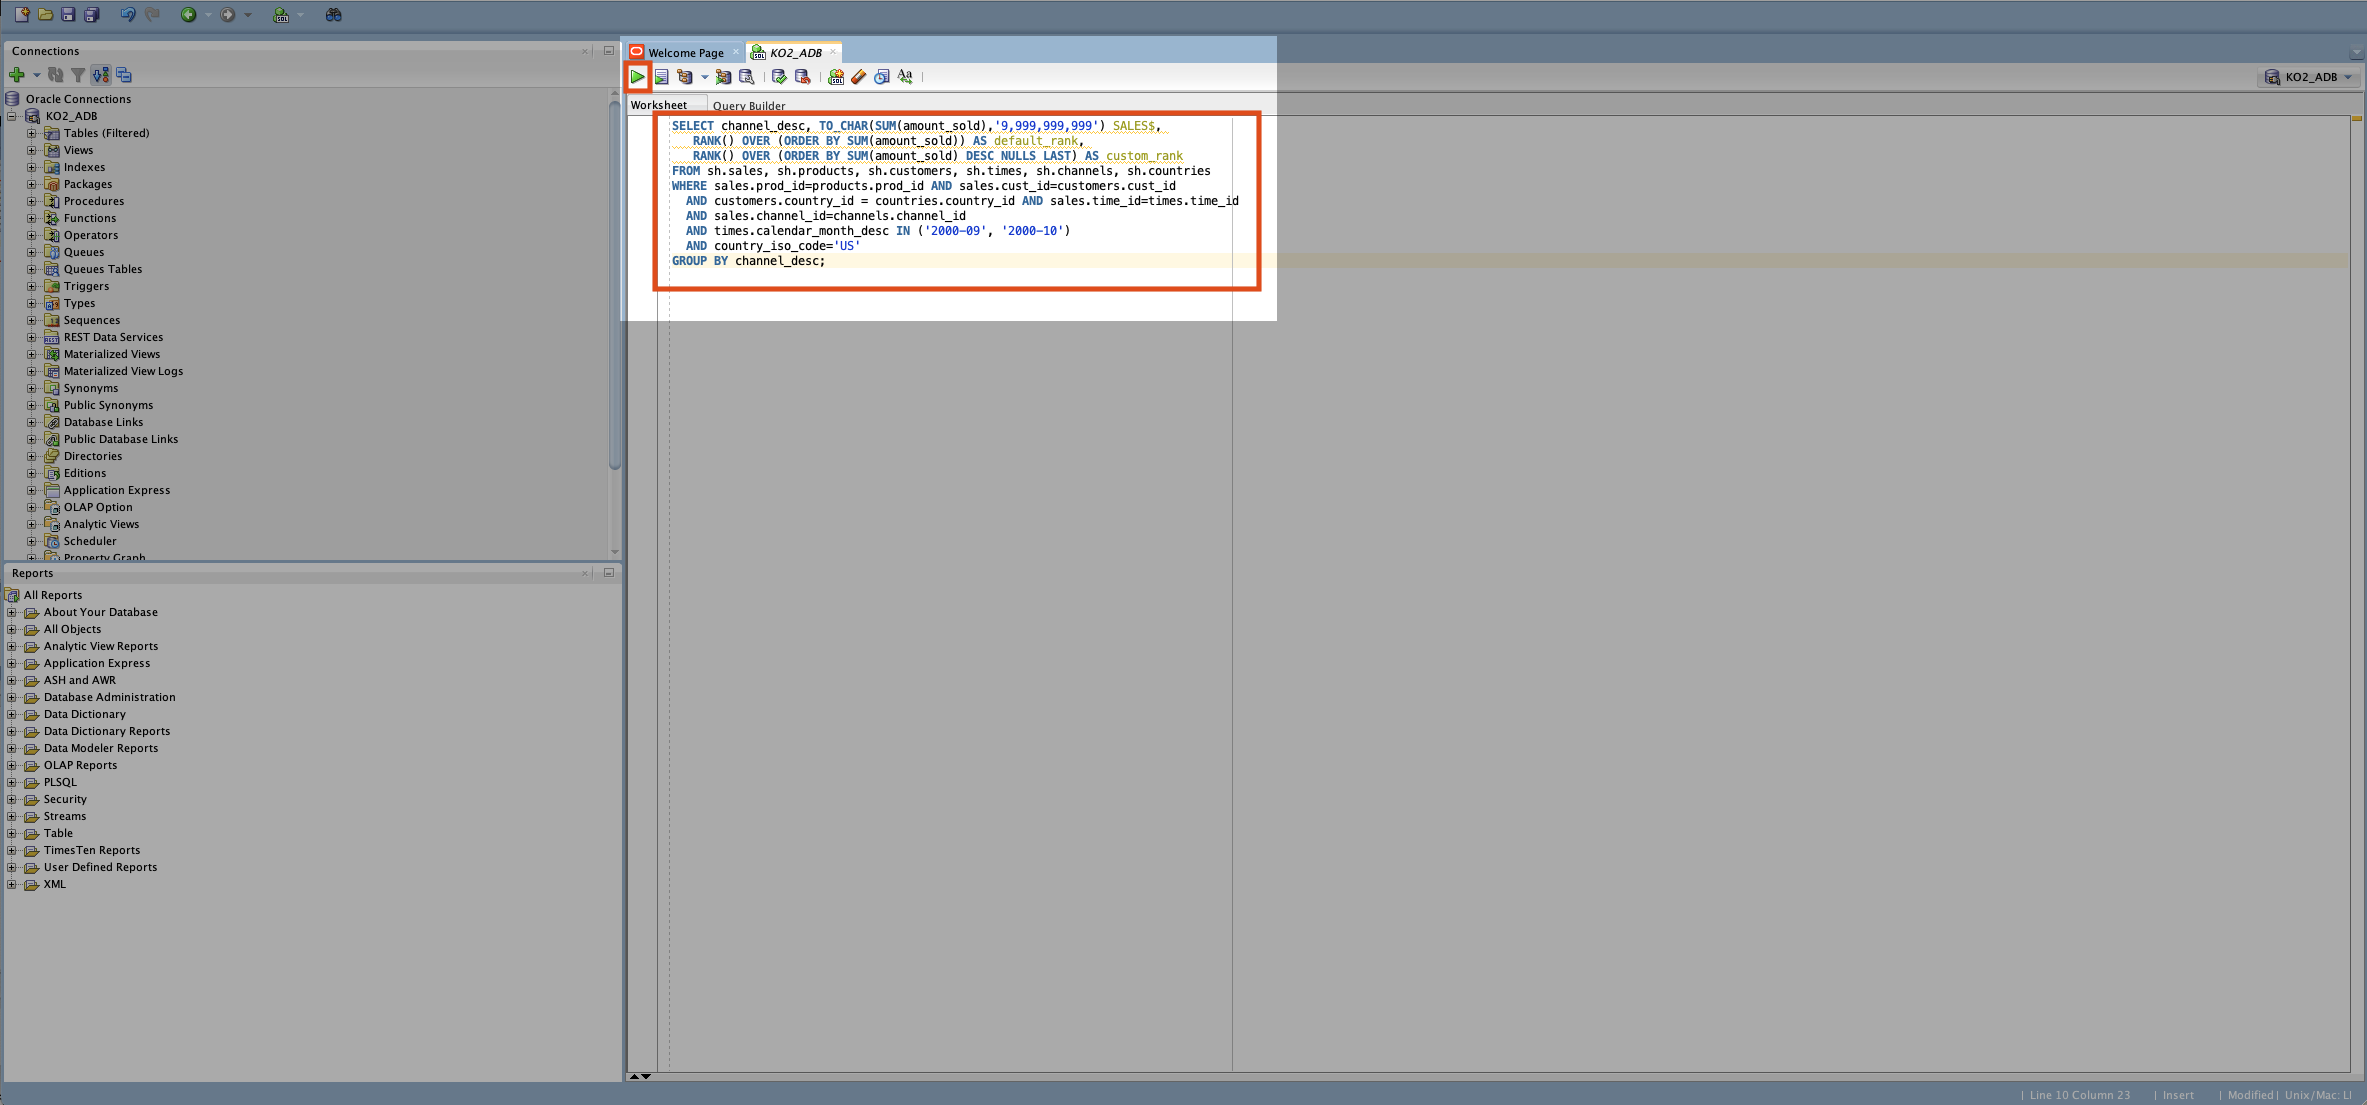 Connections
Oracle Connections
KO2_ADB
Tables (Filtered)
Views
Indexes
Packages
Procedures
Functions
Operators
Queues
Queues Tables
Triggers
Types
Sequences
REST Data Services
Materialized Views
Materialized View Logs
Synonyms
Public Synonyms
Database Links
Public Database Links
Directories
Editions
Application Express
OLAP Option
Analytic Views
Scheduler
Property Graph
Reports
All Reports
About Your Database
All Objects
Analytic View Reports
Application Express
ASH and AWR
Database Administration
Data Dictionary
Data Dictionary Reports
Data Modeler Reports
OLAP Reports
PLSQL
Security
Streams
Table
TimesTen Reports
User Defined Reports
XML
Welcome Page KO2_ADB
KO2_ADB
Worksheet Query Builder
SELECT channel_desc, TO_CHAR(SUM(amount_sold),'9,999,999,999') SALES$,
RANK() OVER (ORDER BY SUM(amount_sold)) AS default_rank,
RANK() OVER (ORDER BY SUM(amount_sold) DESC NULLS LAST) AS custom_rank
FROM sh.sales, sh.products, sh.customers, sh.times, sh.channels, sh.countries
WHERE sales.prod_id=products.prod_id AND sales.cust_id=customers.cust_id
AND customers.country_id = countries.country_id AND sales.time_id=times.time_id
AND sales.channel_id=channels.channel_id
AND times.calendar_month_desc IN ('2000-09', '2000-10')
AND country_iso_code='US'
GROUP BY channel_desc;
Line 10 Column 23 | Insert | Modified | Unix/Mac: LI